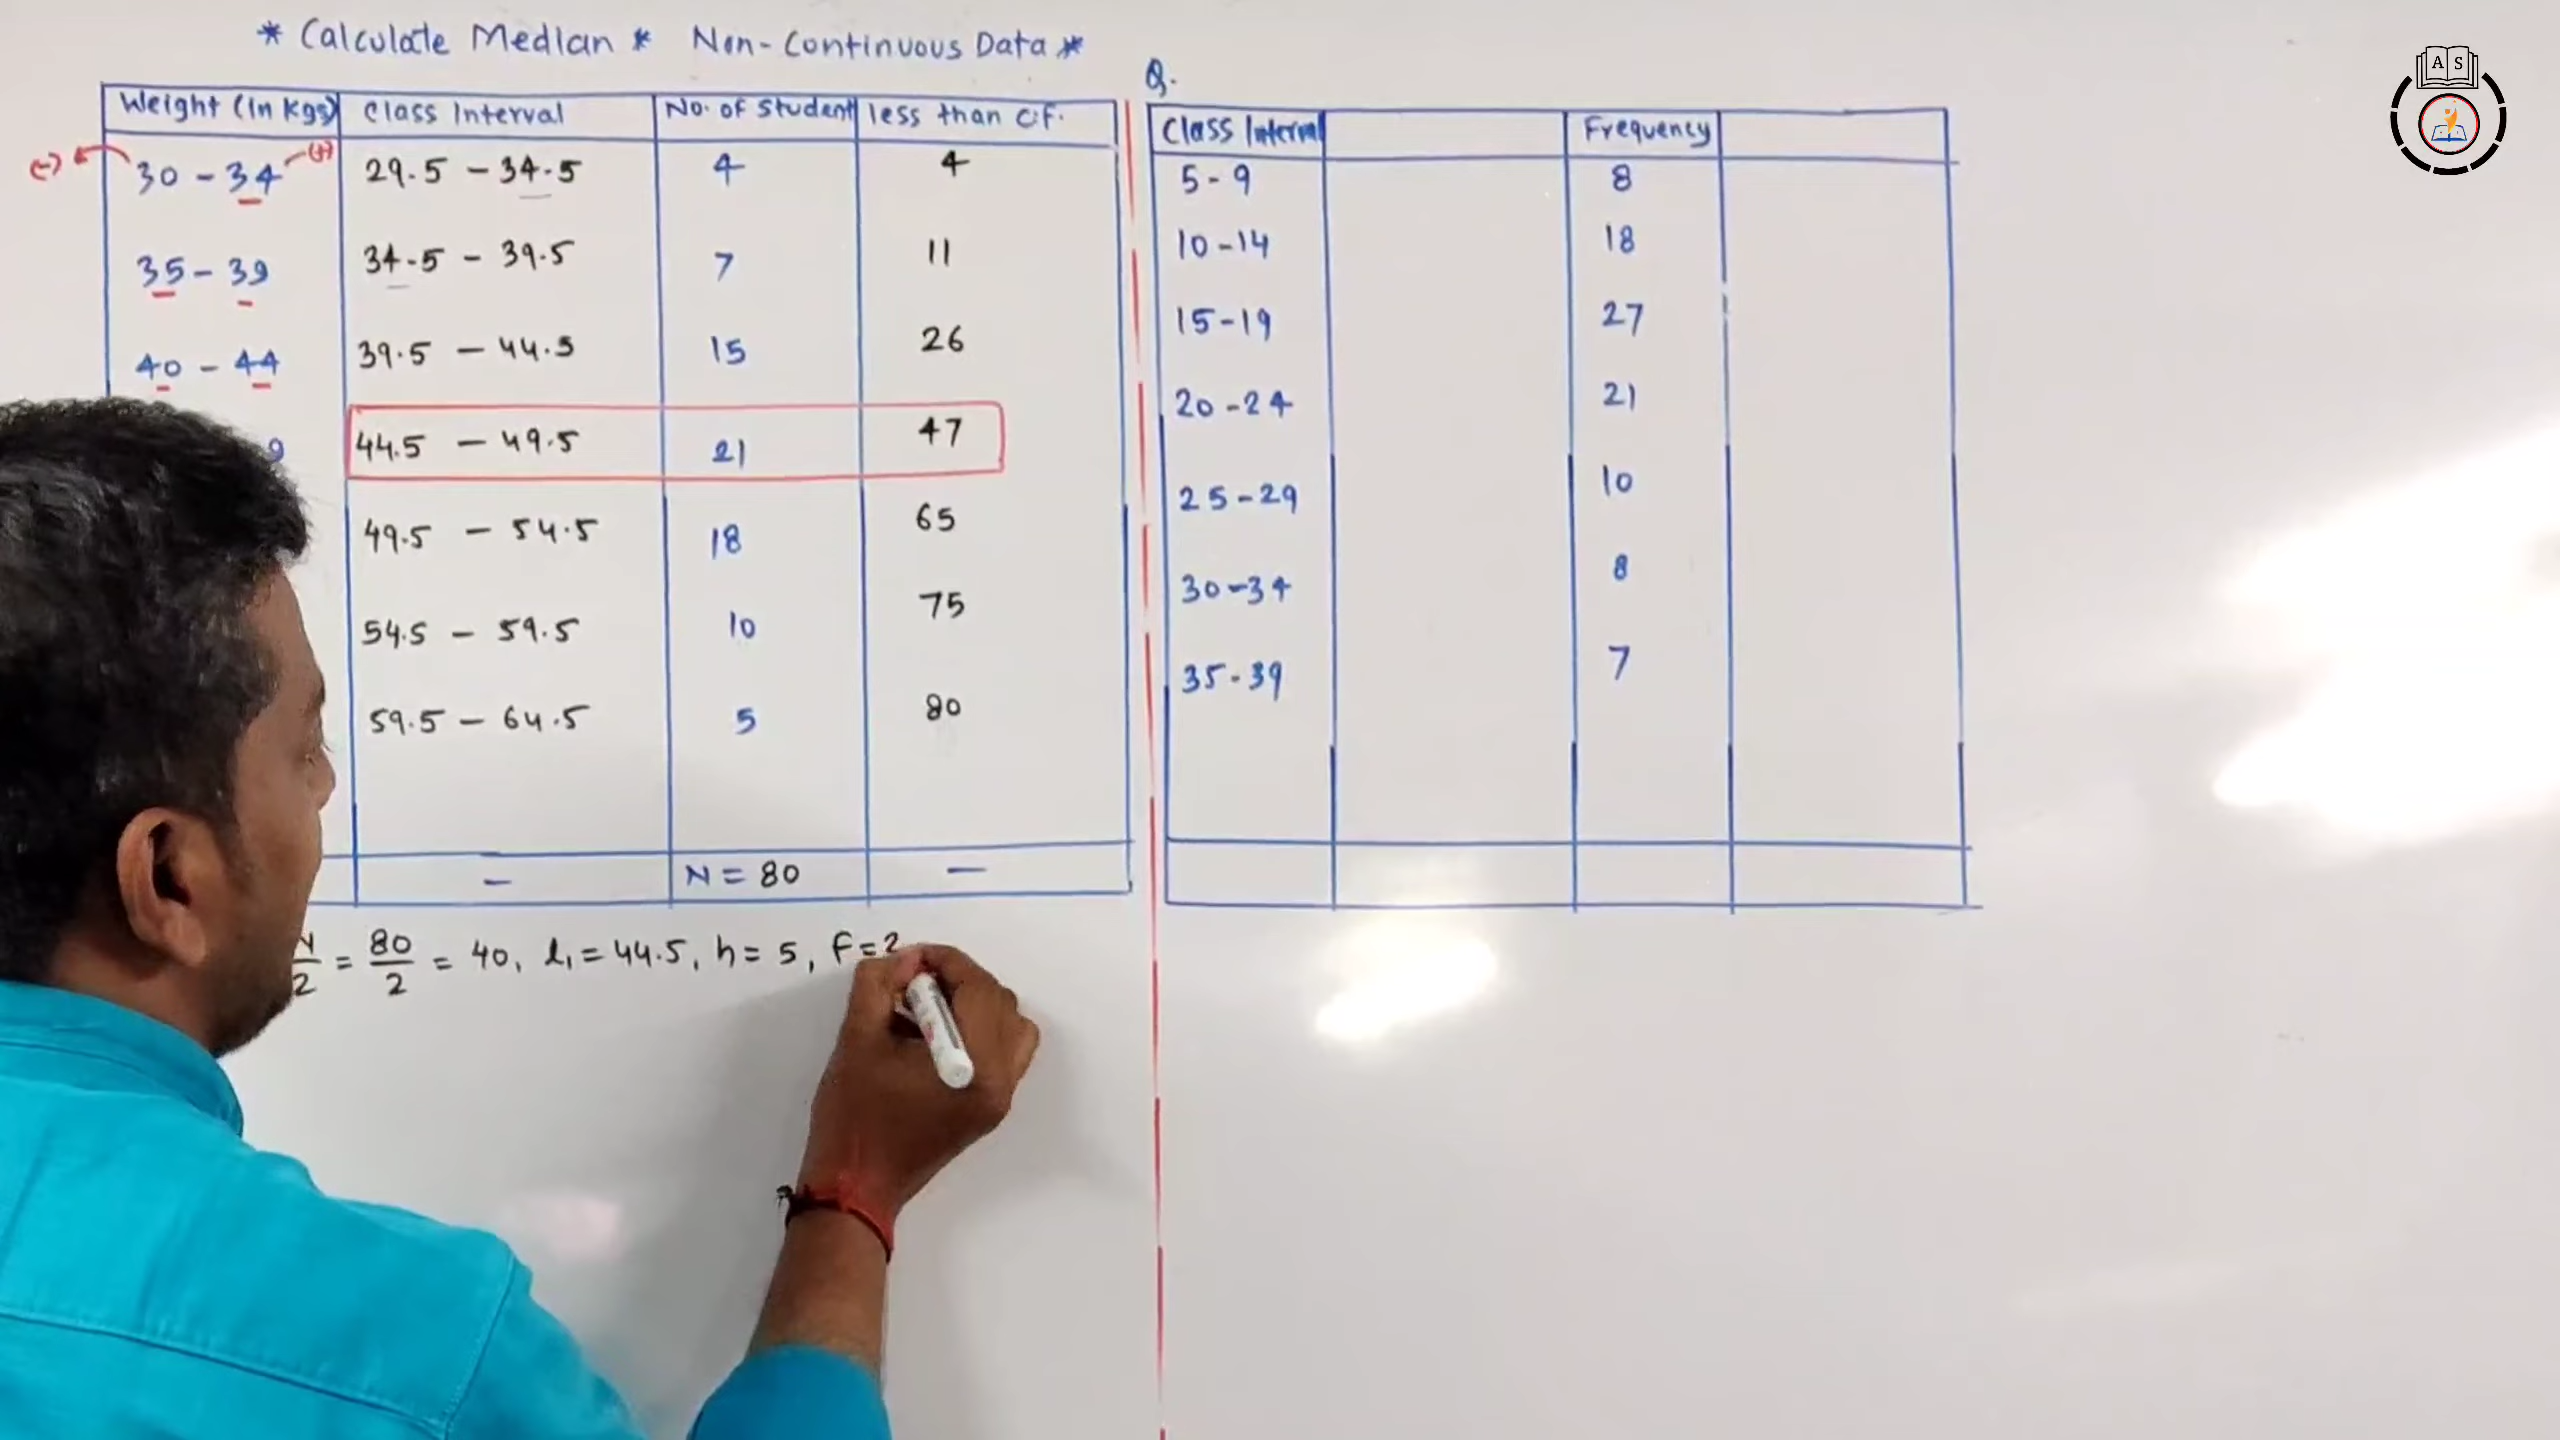 * Calculate Median * Non-Continuous Data *
Weight (In Kgs) Class Interval No. of Student less than C.F.
(-) 30 - 34 (+) 29.5 - 34.5 4 4
35 - 39 34.5 - 39.5 7 11
40 - 44 39.5 - 44.5 15 26
9 44.5 - 49.5 21 47
49.5 - 54.5 18 65
54.5 - 59.5 10 75
59.5 - 64.5 5 80
- N = 80 -
N/2 = 80/2 = 40, l₁ = 44.5, h = 5, F = 2
Q.
Class Interval Frequency
5 - 9 8
10 - 14 18
15 - 19 27
20 - 24 21
25 - 29 10
30 - 34 8
35 - 39 7
A S